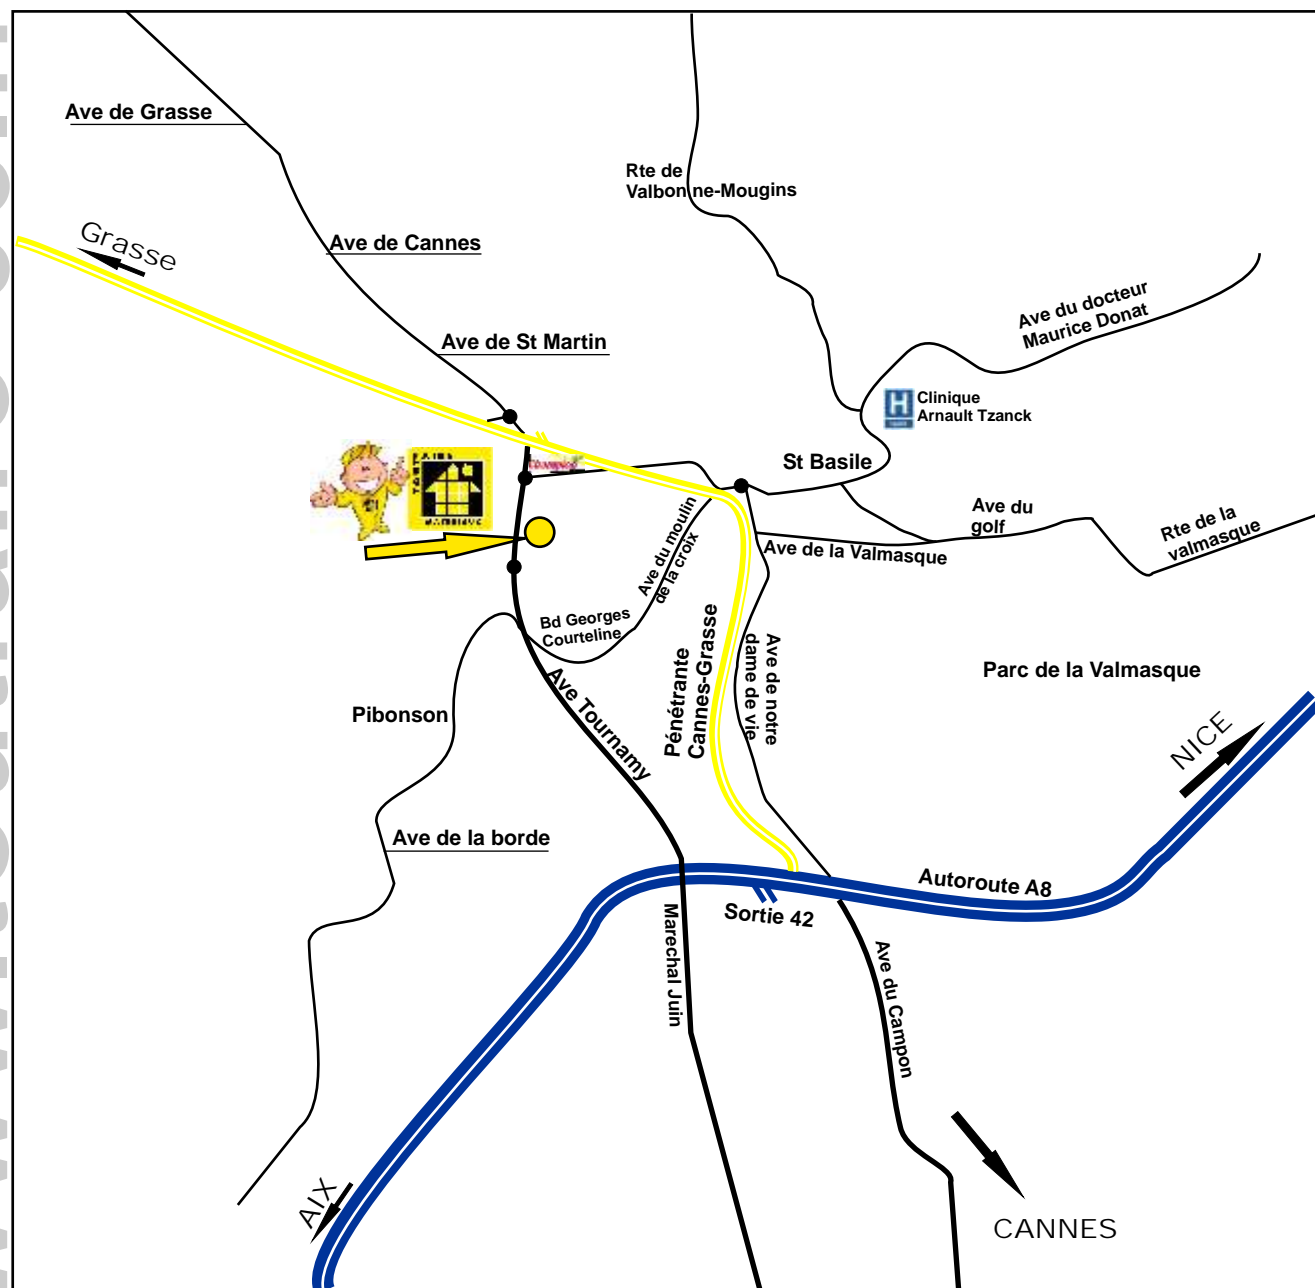 Ave de Grasse
Rte de
Valbonne-Mougins
Grasse
Ave de Cannes
Ave du docteur
Maurice Donat
Ave de St Martin
Clinique
Arnault Tzanck
H
St Basile
Champion
Ave du
golf
Rte de la
valmasque
Ave de la Valmasque
Ave du moulin
de la croix
Bd Georges
Courteline
Pénétrante
Cannes-Grasse
Ave de notre
dame de vie
Parc de la Valmasque
Ave Tournamy
Pibonson
NICE
Ave de la borde
Autoroute A8
Sortie 42
Marechal Juin
Ave du Campon
AIX
CANNES